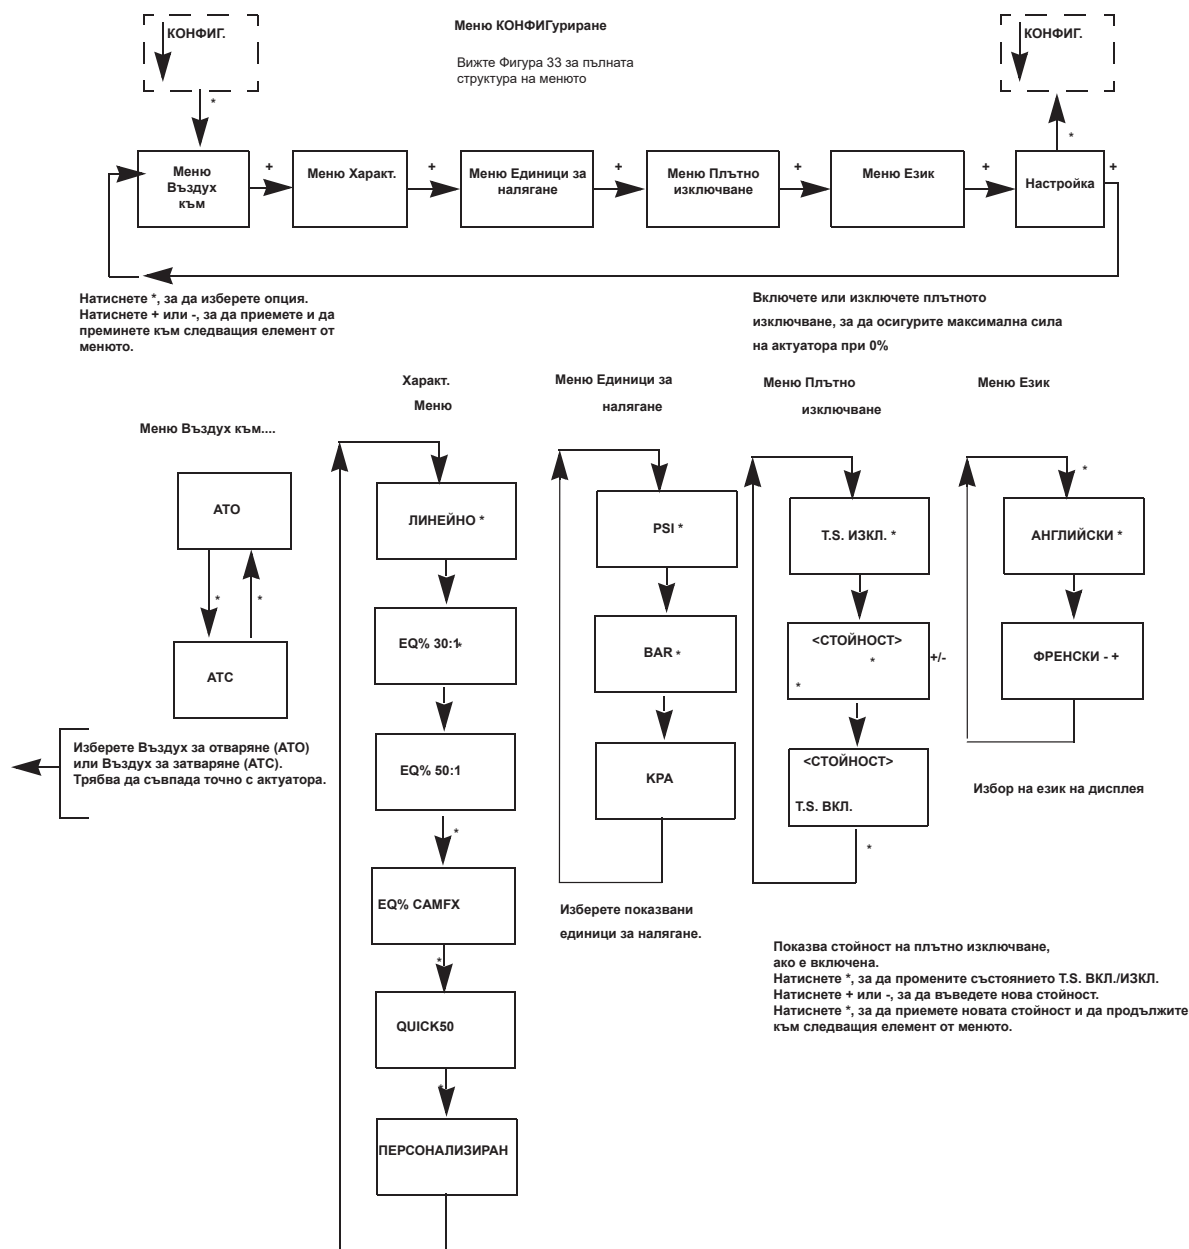 КОНФИГ.
Меню КОНФИГуриране
КОНФИГ.
Вижте Фигура 33 за пълната
структура на менюто
*
*
Меню
Въздух
към
+
Меню Характ.
+
Меню Единици за
налягане
+
Меню Плътно
изключване
+
Меню Език
+
Настройка
+
Натиснете *, за да изберете опция.
Натиснете + или -, за да приемете и да
преминете към следващия елемент от
менюто.
Включете или изключете плътното
изключване, за да осигурите максимална сила
на актуатора при 0%
Меню Въздух към....
АТО
*
*
АТС
Изберете Въздух за отваряне (АТО)
или Въздух за затваряне (АТС).
Трябва да съвпада точно с актуатора.
Характ.
Меню
ЛИНЕЙНО *
EQ% 30:1*
EQ% 50:1
*
EQ% CAMFX
*
QUICK50
*
ПЕРСОНАЛИЗИРАН
Меню Единици за
налягане
PSI *
BAR *
KPA
Изберете показвани
единици за налягане.
Меню Плътно
изключване
T.S. ИЗКЛ. *
<СТОЙНОСТ>
*
*
+/-
<СТОЙНОСТ>
T.S. ВКЛ.
*
Показва стойност на плътно изключване,
ако е включена.
Натиснете *, за да промените състоянието T.S. ВКЛ./ИЗКЛ.
Натиснете + или -, за да въведете нова стойност.
Натиснете *, за да приемете новата стойност и да продължите
към следващия елемент от менюто.
Меню Език
*
АНГЛИЙСКИ *
ФРЕНСКИ - +
Избор на език на дисплея